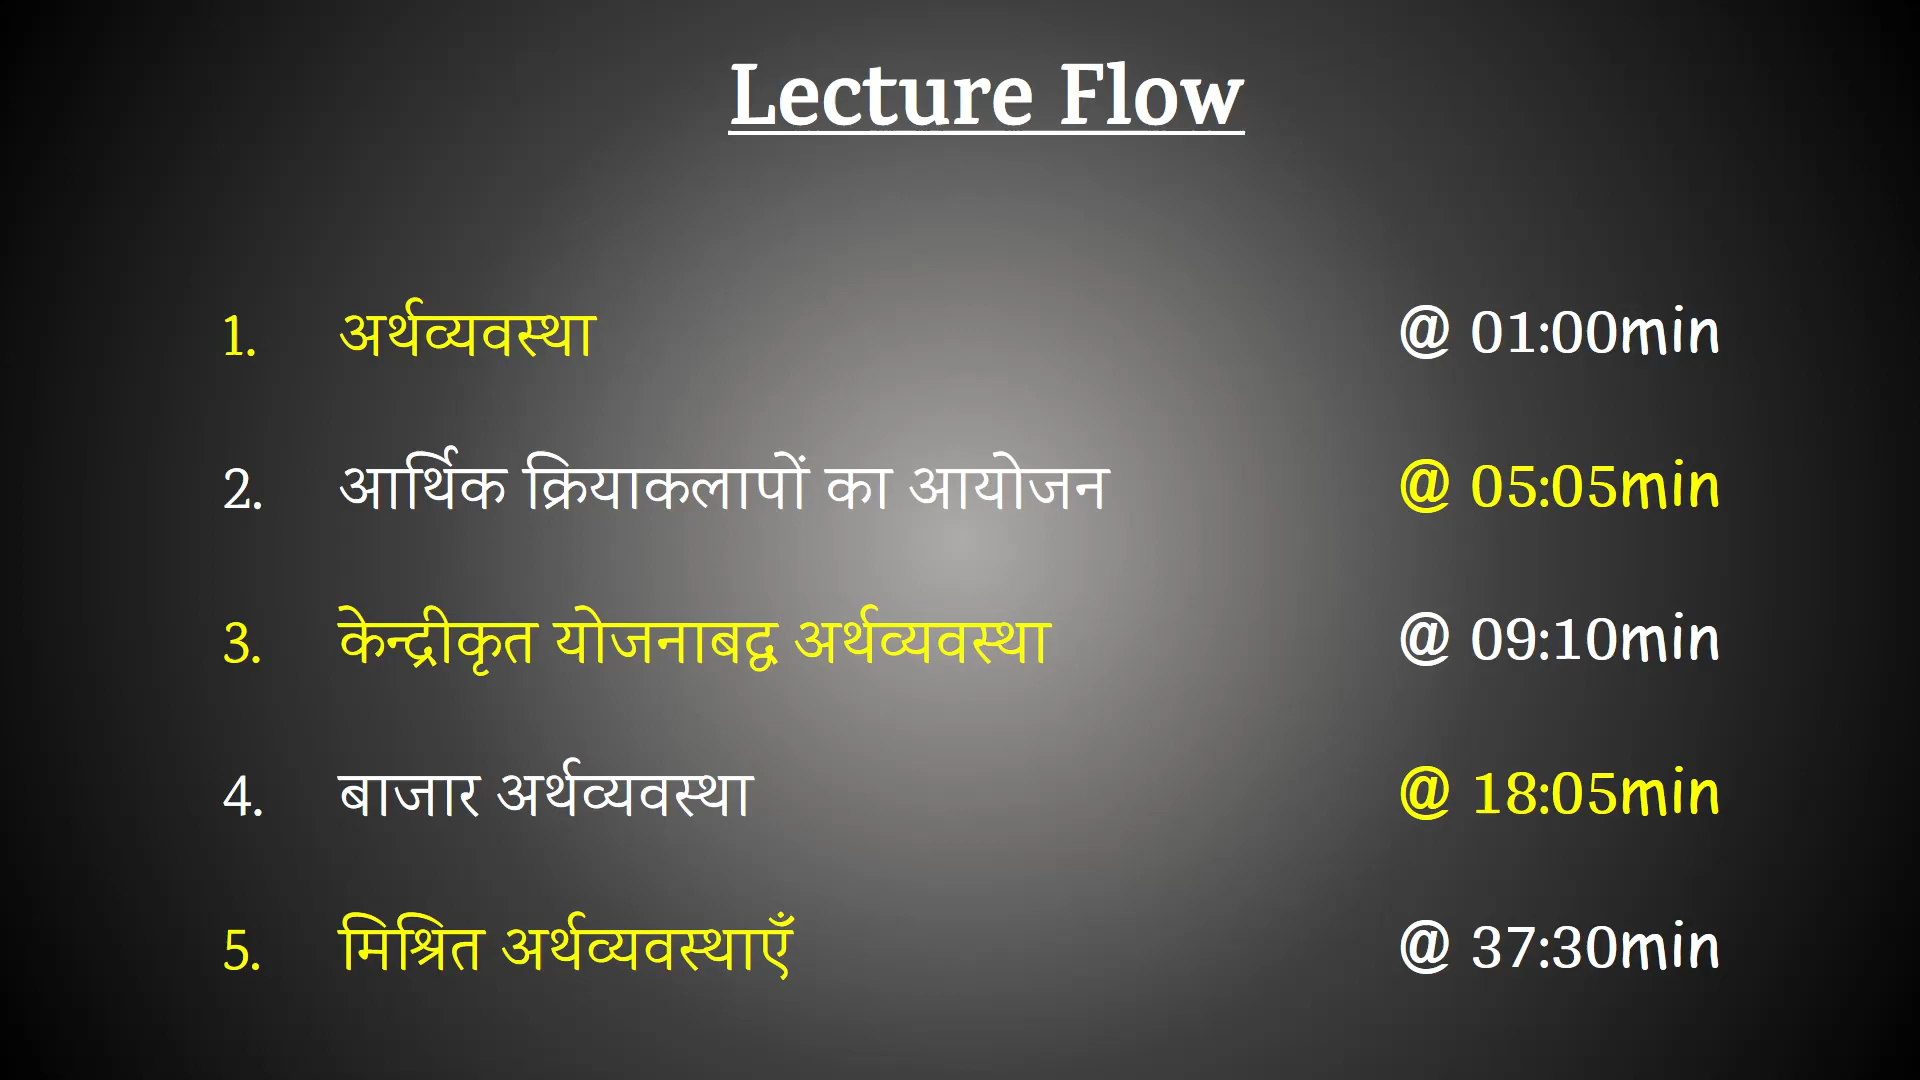 Lecture Flow
1. अर्थव्यवस्था @ 01:00min
2. आर्थिक क्रियाकलापों का आयोजन @ 05:05min
3. केन्द्रीकृत योजनाबद्व अर्थव्यवस्था @ 09:10min
4. बाजार अर्थव्यवस्था @ 18:05min
5. मिश्रित अर्थव्यवस्थाएँ @ 37:30min